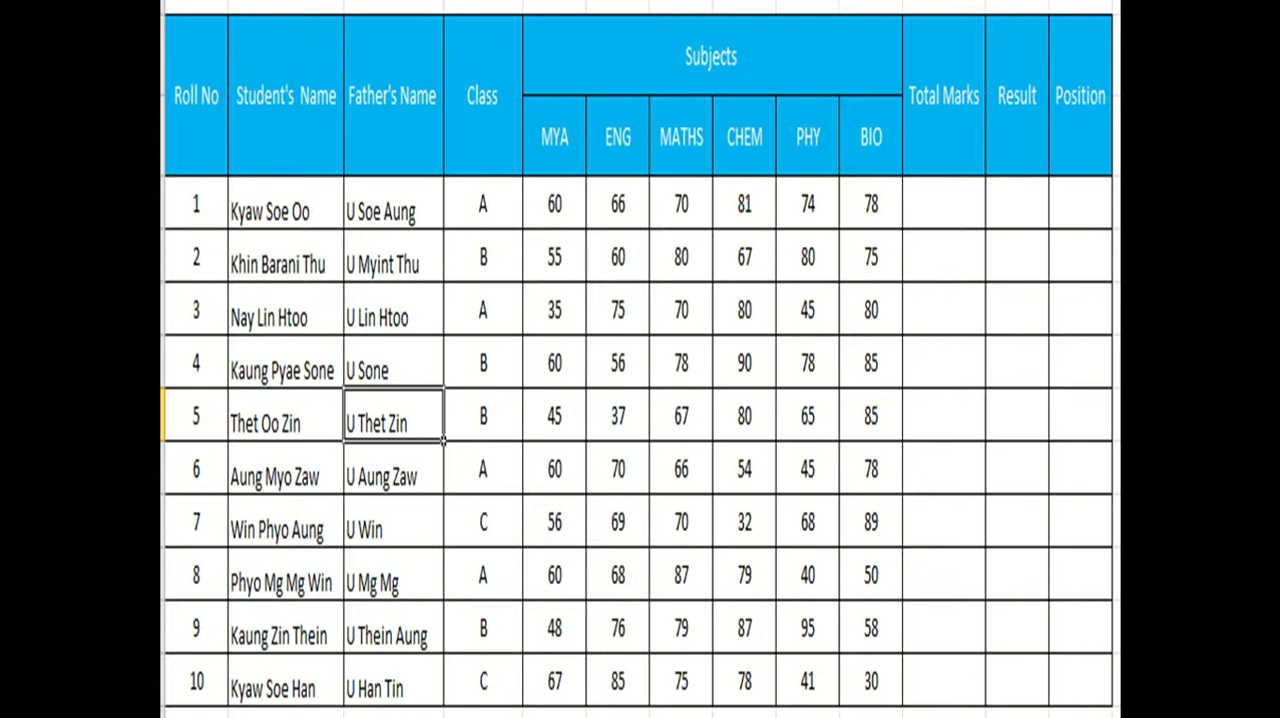 Roll No Student's Name Father's Name Class Subjects Total Marks Result Position
MYA ENG MATHS CHEM PHY BIO
1 Kyaw Soe Oo U Soe Aung A 60 66 70 81 74 78
2 Khin Barani Thu U Myint Thu B 55 60 80 67 80 75
3 Nay Lin Htoo U Lin Htoo A 35 75 70 80 45 80
4 Kaung Pyae Sone U Sone B 60 56 78 90 78 85
5 Thet Oo Zin U Thet Zin B 45 37 67 80 65 85
6 Aung Myo Zaw U Aung Zaw A 60 70 66 54 45 78
7 Win Phyo Aung U Win C 56 69 70 32 68 89
8 Phyo Mg Mg Win U Mg Mg A 60 68 87 79 40 50
9 Kaung Zin Thein U Thein Aung B 48 76 79 87 95 58
10 Kyaw Soe Han U Han Tin C 67 85 75 78 41 30